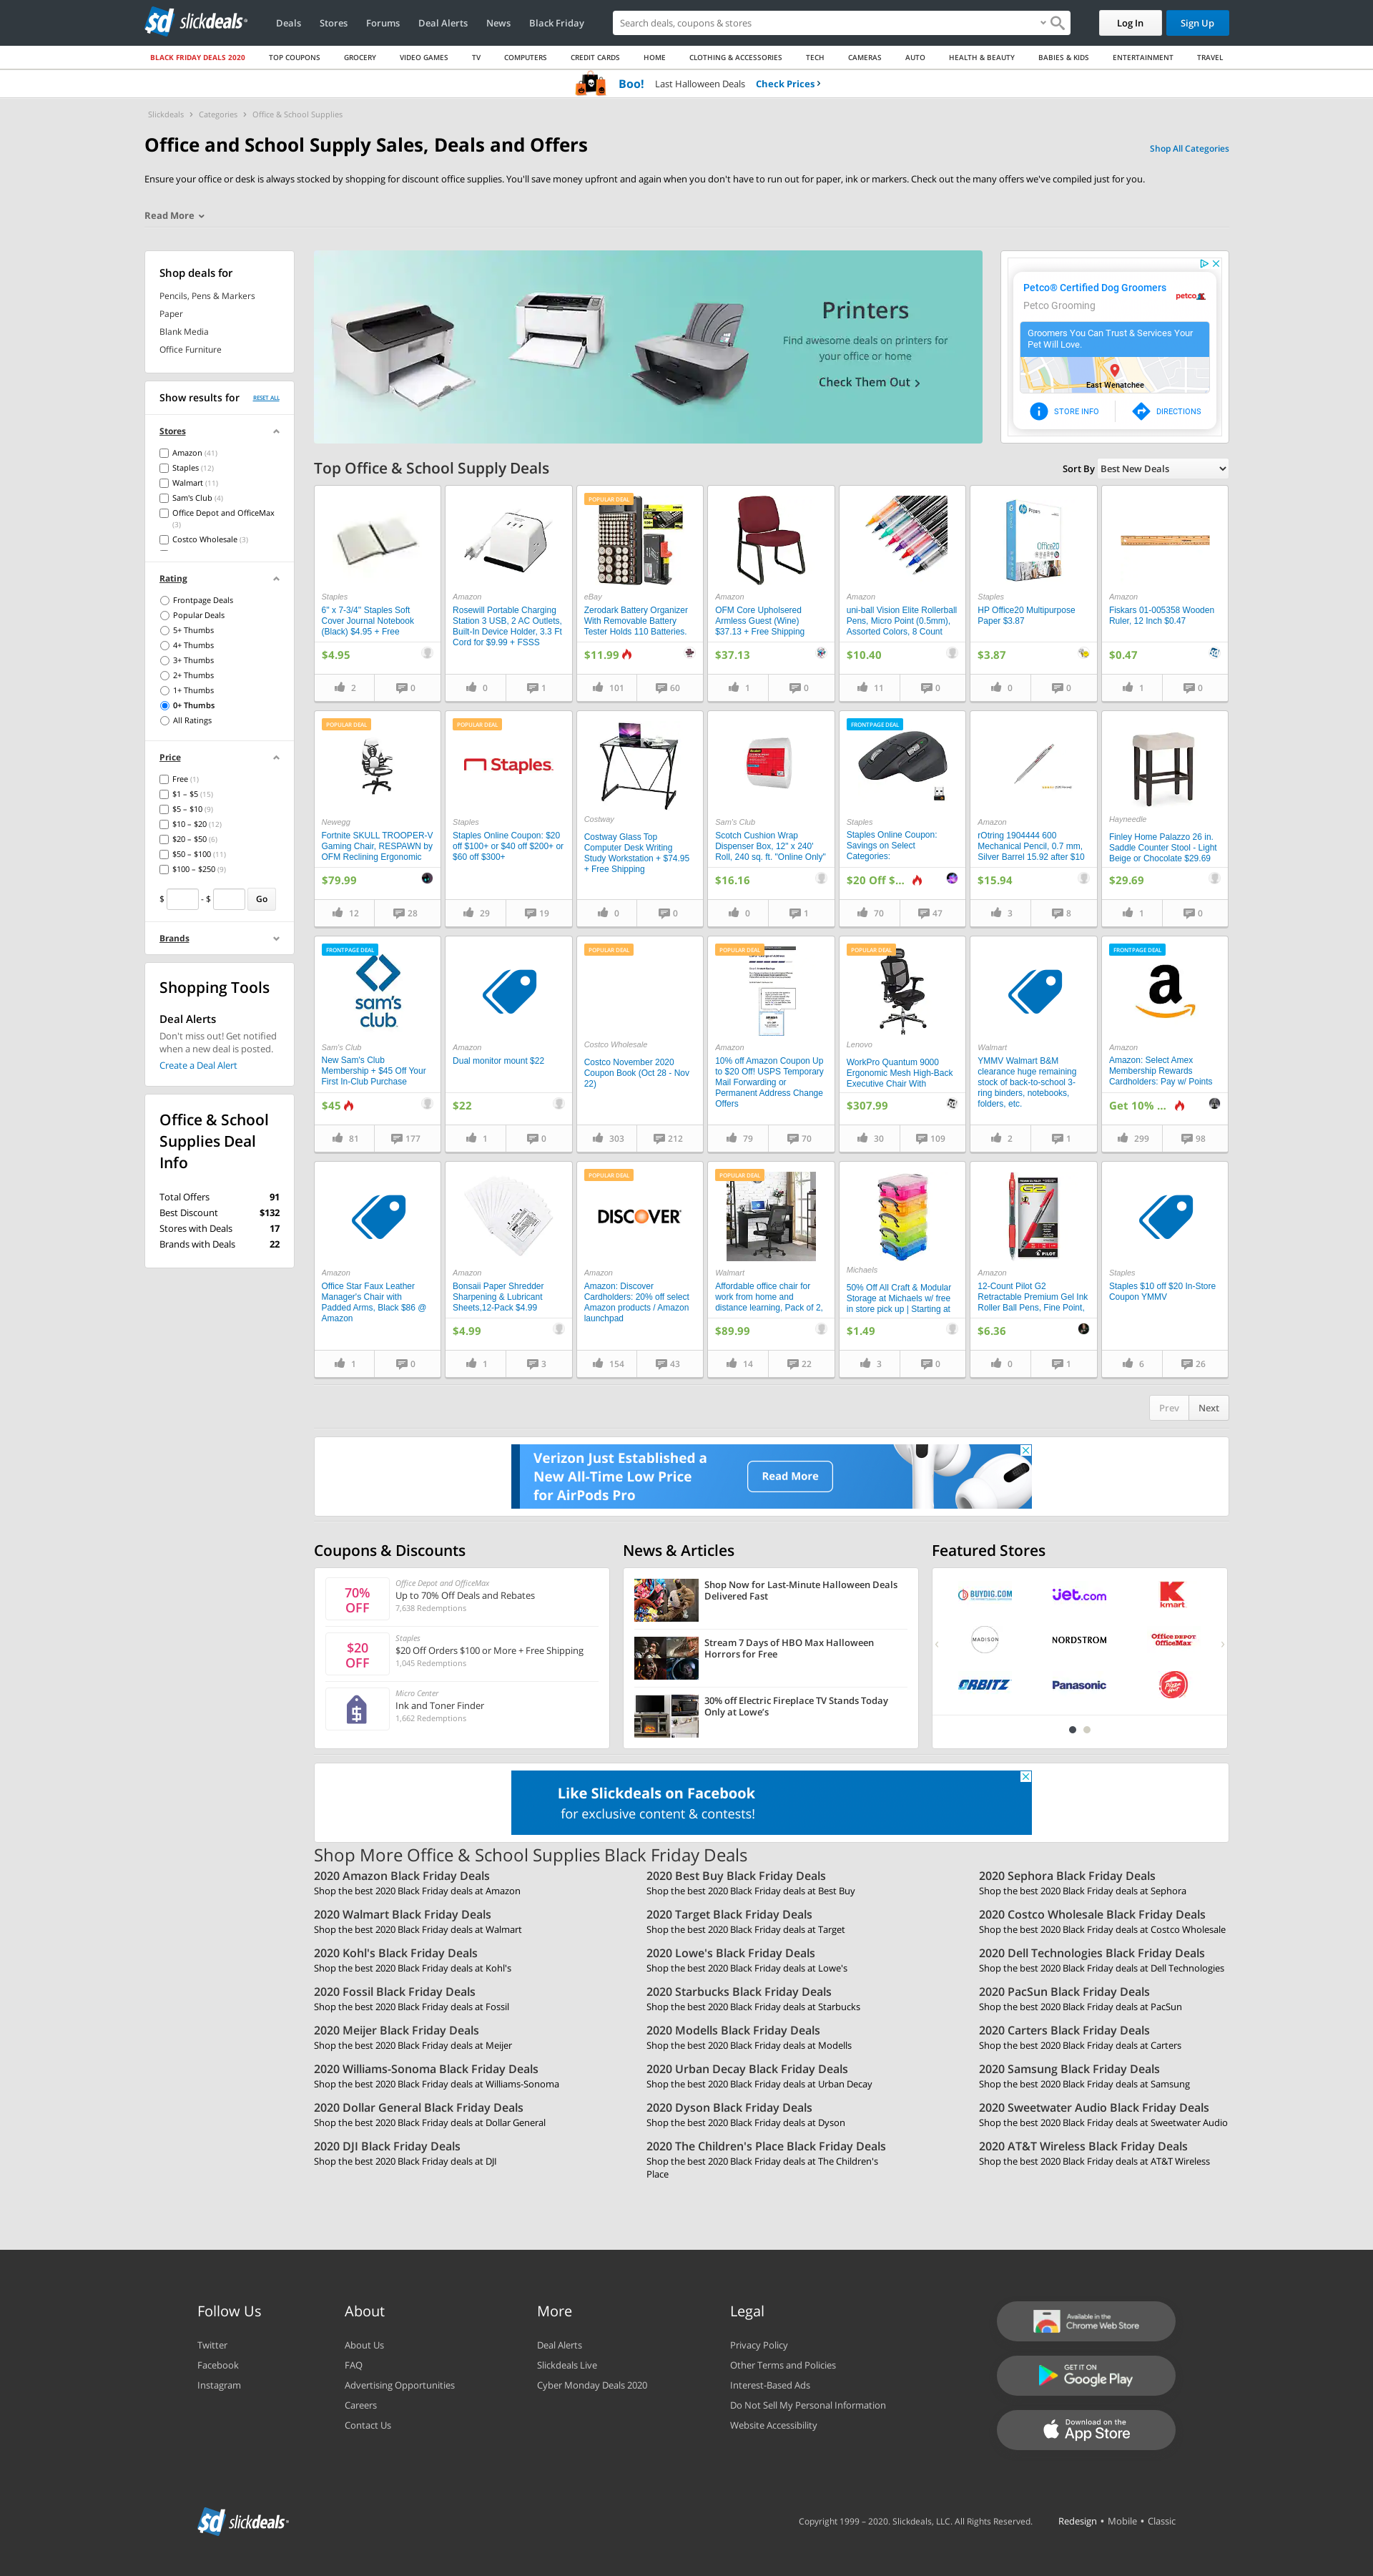 slickdeals
Deals Stores Forums Deal Alerts News Black Friday
Search deals, coupons & stores
Log In
Sign Up
BLACK FRIDAY DEALS 2020 TOP COUPONS GROCERY VIDEO GAMES TV COMPUTERS CREDIT CARDS HOME CLOTHING & ACCESSORIES TECH CAMERAS AUTO HEALTH & BEAUTY BABIES & KIDS ENTERTAINMENT TRAVEL
Boo! Last Halloween Deals Check Prices
Slickdeals > Categories > Office & School Supplies
Office and School Supply Sales, Deals and Offers
Shop All Categories
Ensure your office or desk is always stocked by shopping for discount office supplies. You'll save money upfront and again when you don't have to run out for paper, ink or markers. Check out the many offers we've compiled just for you.
Read More
Shop deals for
Pencils, Pens & Markers
Paper
Blank Media
Office Furniture
Show results for RESET ALL
Stores
Amazon (41)
Staples (12)
Walmart (11)
Sam's Club (4)
Office Depot and OfficeMax
(3)
Costco Wholesale (3)
Rating
Frontpage Deals
Popular Deals
5+ Thumbs
4+ Thumbs
3+ Thumbs
2+ Thumbs
1+ Thumbs
0+ Thumbs
All Ratings
Price
Free (1)
$1 – $5 (15)
$5 – $10 (9)
$10 – $20 (12)
$20 – $50 (6)
$50 – $100 (11)
$100 – $250 (9)
$ - $ Go
Brands
Shopping Tools
Deal Alerts
Don't miss out! Get notified
when a new deal is posted.
Create a Deal Alert
Office & School
Supplies Deal
Info
Total Offers 91
Best Discount $132
Stores with Deals 17
Brands with Deals 22
Printers
Find awesome deals on printers for
your office or home
Check Them Out
Petco® Certified Dog Groomers
Petco Grooming
petco
Groomers You Can Trust & Services Your
Pet Will Love.
East Wenatchee
STORE INFO
DIRECTIONS
Top Office & School Supply Deals
Sort By Best New Deals
Staples
6" x 7-3/4" Staples Soft
Cover Journal Notebook
(Black) $4.95 + Free
$4.95
2 0
Amazon
Rosewill Portable Charging
Station 3 USB, 2 AC Outlets,
Built-In Device Holder, 3.3 Ft
Cord for $9.99 + FSSS
0 1
POPULAR DEAL
eBay
Zerodark Battery Organizer
With Removable Battery
Tester Holds 110 Batteries.
$11.99
101 60
Amazon
OFM Core Upholsered
Armless Guest (Wine)
$37.13 + Free Shipping
$37.13
1 0
Amazon
uni-ball Vision Elite Rollerball
Pens, Micro Point (0.5mm),
Assorted Colors, 8 Count
$10.40
11 0
Office20
Staples
HP Office20 Multipurpose
Paper $3.87
$3.87
0 0
Amazon
Fiskars 01-005358 Wooden
Ruler, 12 Inch $0.47
$0.47
1 0
POPULAR DEAL
Newegg
Fortnite SKULL TROOPER-V
Gaming Chair, RESPAWN by
OFM Reclining Ergonomic
$79.99
12 28
POPULAR DEAL
Staples
Staples
Staples Online Coupon: $20
off $100+ or $40 off $200+ or
$60 off $300+
29 19
Costway
Costway Glass Top
Computer Desk Writing
Study Workstation + $74.95
+ Free Shipping
0 0
Sam's Club
Scotch Cushion Wrap
Dispenser Box, 12" x 240'
Roll, 240 sq. ft. "Online Only"
$16.16
0 1
FRONTPAGE DEAL
Staples
Staples Online Coupon:
Savings on Select
Categories:
$20 Off $...
70 47
Amazon
rOtring 1904444 600
Mechanical Pencil, 0.7 mm,
Silver Barrel 15.92 after $10
$15.94
3 8
Hayneedle
Finley Home Palazzo 26 in.
Saddle Counter Stool - Light
Beige or Chocolate $29.69
$29.69
1 0
FRONTPAGE DEAL
sam's
club
Sam's Club
New Sam's Club
Membership + $45 Off Your
First In-Club Purchase
$45
81 177
Amazon
Dual monitor mount $22
$22
1 0
POPULAR DEAL
Costco Wholesale
Costco November 2020
Coupon Book (Oct 28 - Nov
22)
303 212
POPULAR DEAL
Amazon
10% off Amazon Coupon Up
to $20 Off! USPS Temporary
Mail Forwarding or
Permanent Address Change
Offers
79 70
POPULAR DEAL
Lenovo
WorkPro Quantum 9000
Ergonomic Mesh High-Back
Executive Chair With
$307.99
30 109
Walmart
YMMV Walmart B&M
clearance huge remaining
stock of back-to-school 3-
ring binders, notebooks,
folders, etc.
2 1
FRONTPAGE DEAL
a
Amazon
Amazon: Select Amex
Membership Rewards
Cardholders: Pay w/ Points
Get 10% ...
299 98
Amazon
Office Star Faux Leather
Manager's Chair with
Padded Arms, Black $86 @
Amazon
1 0
Amazon
Bonsaii Paper Shredder
Sharpening & Lubricant
Sheets,12-Pack $4.99
$4.99
1 3
POPULAR DEAL
DISCOVER
Amazon
Amazon: Discover
Cardholders: 20% off select
Amazon products / Amazon
launchpad
154 43
POPULAR DEAL
Walmart
Affordable office chair for
work from home and
distance learning, Pack of 2,
$89.99
14 22
Michaels
50% Off All Craft & Modular
Storage at Michaels w/ free
in store pick up | Starting at
$1.49
3 0
G2
PILOT
Amazon
12-Count Pilot G2
Retractable Premium Gel Ink
Roller Ball Pens, Fine Point,
$6.36
0 1
Staples
Staples $10 off $20 In-Store
Coupon YMMV
6 26
Prev Next
Verizon Just Established a
New All-Time Low Price
for AirPods Pro
Read More
Coupons & Discounts
70%
OFF
Office Depot and OfficeMax
Up to 70% Off Deals and Rebates
7,638 Redemptions
$20
OFF
Staples
$20 Off Orders $100 or More + Free Shipping
1,045 Redemptions
Micro Center
Ink and Toner Finder
1,662 Redemptions
News & Articles
Shop Now for Last-Minute Halloween Deals
Delivered Fast
Stream 7 Days of HBO Max Halloween
Horrors for Free
30% off Electric Fireplace TV Stands Today
Only at Lowe's
Featured Stores
BUYDIG.COM
Jet.com
kmart
MADISON
NORDSTROM
Office DEPOT
OfficeMax
ORBITZ
Panasonic
Pizza Hut
Like Slickdeals on Facebook
for exclusive content & contests!
Shop More Office & School Supplies Black Friday Deals
2020 Amazon Black Friday Deals
Shop the best 2020 Black Friday deals at Amazon
2020 Best Buy Black Friday Deals
Shop the best 2020 Black Friday deals at Best Buy
2020 Sephora Black Friday Deals
Shop the best 2020 Black Friday deals at Sephora
2020 Walmart Black Friday Deals
Shop the best 2020 Black Friday deals at Walmart
2020 Target Black Friday Deals
Shop the best 2020 Black Friday deals at Target
2020 Costco Wholesale Black Friday Deals
Shop the best 2020 Black Friday deals at Costco Wholesale
2020 Kohl's Black Friday Deals
Shop the best 2020 Black Friday deals at Kohl's
2020 Lowe's Black Friday Deals
Shop the best 2020 Black Friday deals at Lowe's
2020 Dell Technologies Black Friday Deals
Shop the best 2020 Black Friday deals at Dell Technologies
2020 Fossil Black Friday Deals
Shop the best 2020 Black Friday deals at Fossil
2020 Starbucks Black Friday Deals
Shop the best 2020 Black Friday deals at Starbucks
2020 PacSun Black Friday Deals
Shop the best 2020 Black Friday deals at PacSun
2020 Meijer Black Friday Deals
Shop the best 2020 Black Friday deals at Meijer
2020 Modells Black Friday Deals
Shop the best 2020 Black Friday deals at Modells
2020 Carters Black Friday Deals
Shop the best 2020 Black Friday deals at Carters
2020 Williams-Sonoma Black Friday Deals
Shop the best 2020 Black Friday deals at Williams-Sonoma
2020 Urban Decay Black Friday Deals
Shop the best 2020 Black Friday deals at Urban Decay
2020 Samsung Black Friday Deals
Shop the best 2020 Black Friday deals at Samsung
2020 Dollar General Black Friday Deals
Shop the best 2020 Black Friday deals at Dollar General
2020 Dyson Black Friday Deals
Shop the best 2020 Black Friday deals at Dyson
2020 Sweetwater Audio Black Friday Deals
Shop the best 2020 Black Friday deals at Sweetwater Audio
2020 DJI Black Friday Deals
Shop the best 2020 Black Friday deals at DJI
2020 The Children's Place Black Friday Deals
Shop the best 2020 Black Friday deals at The Children's
Place
2020 AT&T Wireless Black Friday Deals
Shop the best 2020 Black Friday deals at AT&T Wireless
Follow Us
Twitter
Facebook
Instagram
About
About Us
FAQ
Advertising Opportunities
Careers
Contact Us
More
Deal Alerts
Slickdeals Live
Cyber Monday Deals 2020
Legal
Privacy Policy
Other Terms and Policies
Interest-Based Ads
Do Not Sell My Personal Information
Website Accessibility
Available in the
Chrome Web Store
GET IT ON
Google Play
Download on the
App Store
slickdeals
Copyright 1999 – 2020. Slickdeals, LLC. All Rights Reserved. Redesign • Mobile • Classic